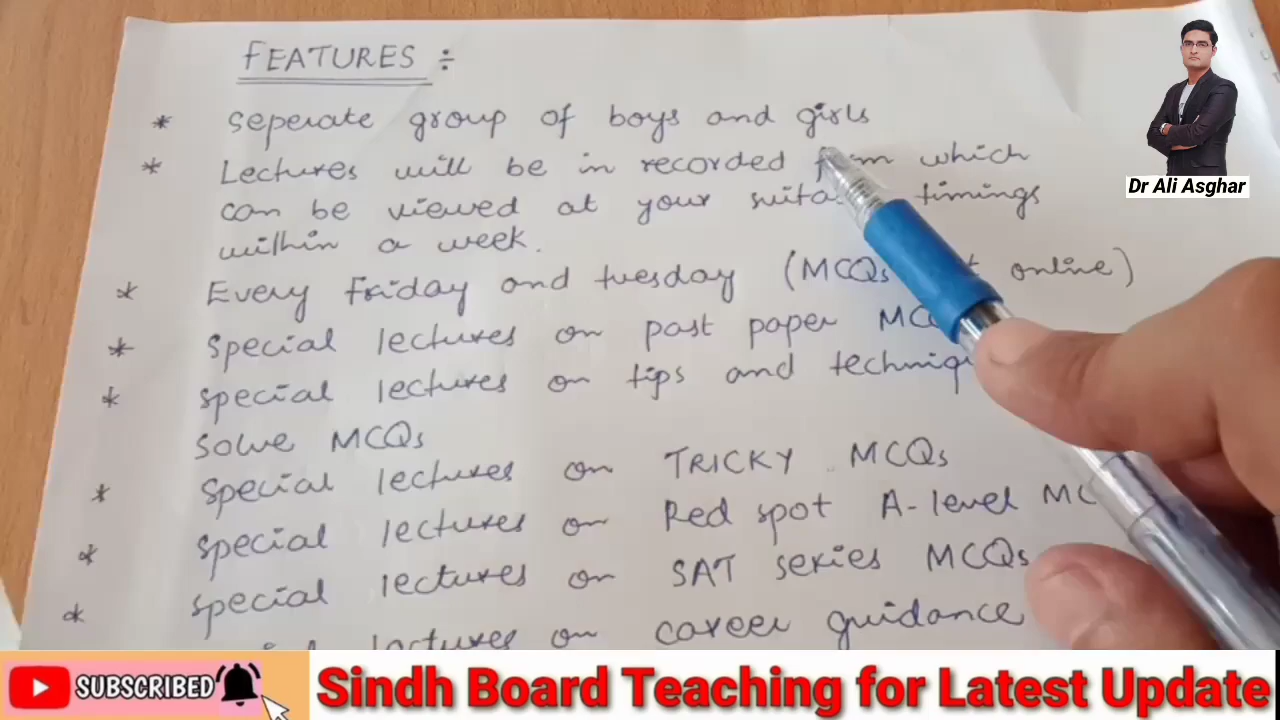 FEATURES :
* seperate group of boys and girls
* Lectures will be in recorded which
can be viewed at your timings
within a week.
* Every Friday and tuesday (MCQs online)
* special lectures on past paper
* special lectures on tips and
solve MCQs
* special lectures on TRICKY MCQs
* special lectures on Red spot A-level
* special lectures on SAT series MCQs
lectures on career guidance
Dr Ali Asghar
SUBSCRIBED
Sindh Board Teaching for Latest Update